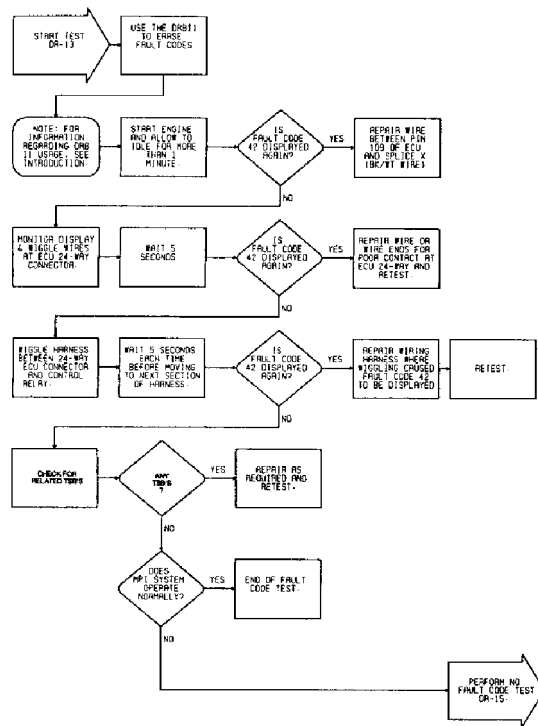 START TEST
DR-13
USE THE DRBII
TO ERASE
FAULT CODES
NOTE: FOR
INFORMATION
REGARDING DRB
II USAGE, SEE
INTRODUCTION.
START ENGINE
AND ALLOW TO
IDLE FOR MORE
THAN 1
MINUTE.
IS
FAULT CODE
42 DISPLAYED
AGAIN?
YES
REPAIR WIRE
BETWEEN PIN
109 OF ECU
AND SPLICE X
(BK/WT WIRE)
NO
MONITOR DISPLAY
& WIGGLE WIRES
AT ECU 24-WAY
CONNECTOR.
WAIT 5
SECONDS
IS
FAULT CODE
42 DISPLAYED
AGAIN?
YES
REPAIR WIRE OR
WIRE ENDS FOR
POOR CONTACT AT
ECU 24-WAY AND
RETEST.
NO
WIGGLE HARNESS
BETWEEN 24-WAY
ECU CONNECTOR
AND CONTROL
RELAY.
WAIT 5 SECONDS
EACH TIME
BEFORE MOVING
TO NEXT SECTION
OF HARNESS.
IS
FAULT CODE
42 DISPLAYED
AGAIN?
YES
REPAIR WIRING
HARNESS WHERE
WIGGLING CAUSED
FAULT CODE 42
TO BE DISPLAYED
RETEST.
NO
CHECK FOR
RELATED TSB'S
ANY
TSB'S
?
YES
REPAIR AS
REQUIRED AND
RETEST.
NO
DOES
MPI SYSTEM
OPERATE
NORMALLY?
YES
END OF FAULT
CODE TEST.
NO
PERFORM NO
FAULT CODE TEST
DR-15.